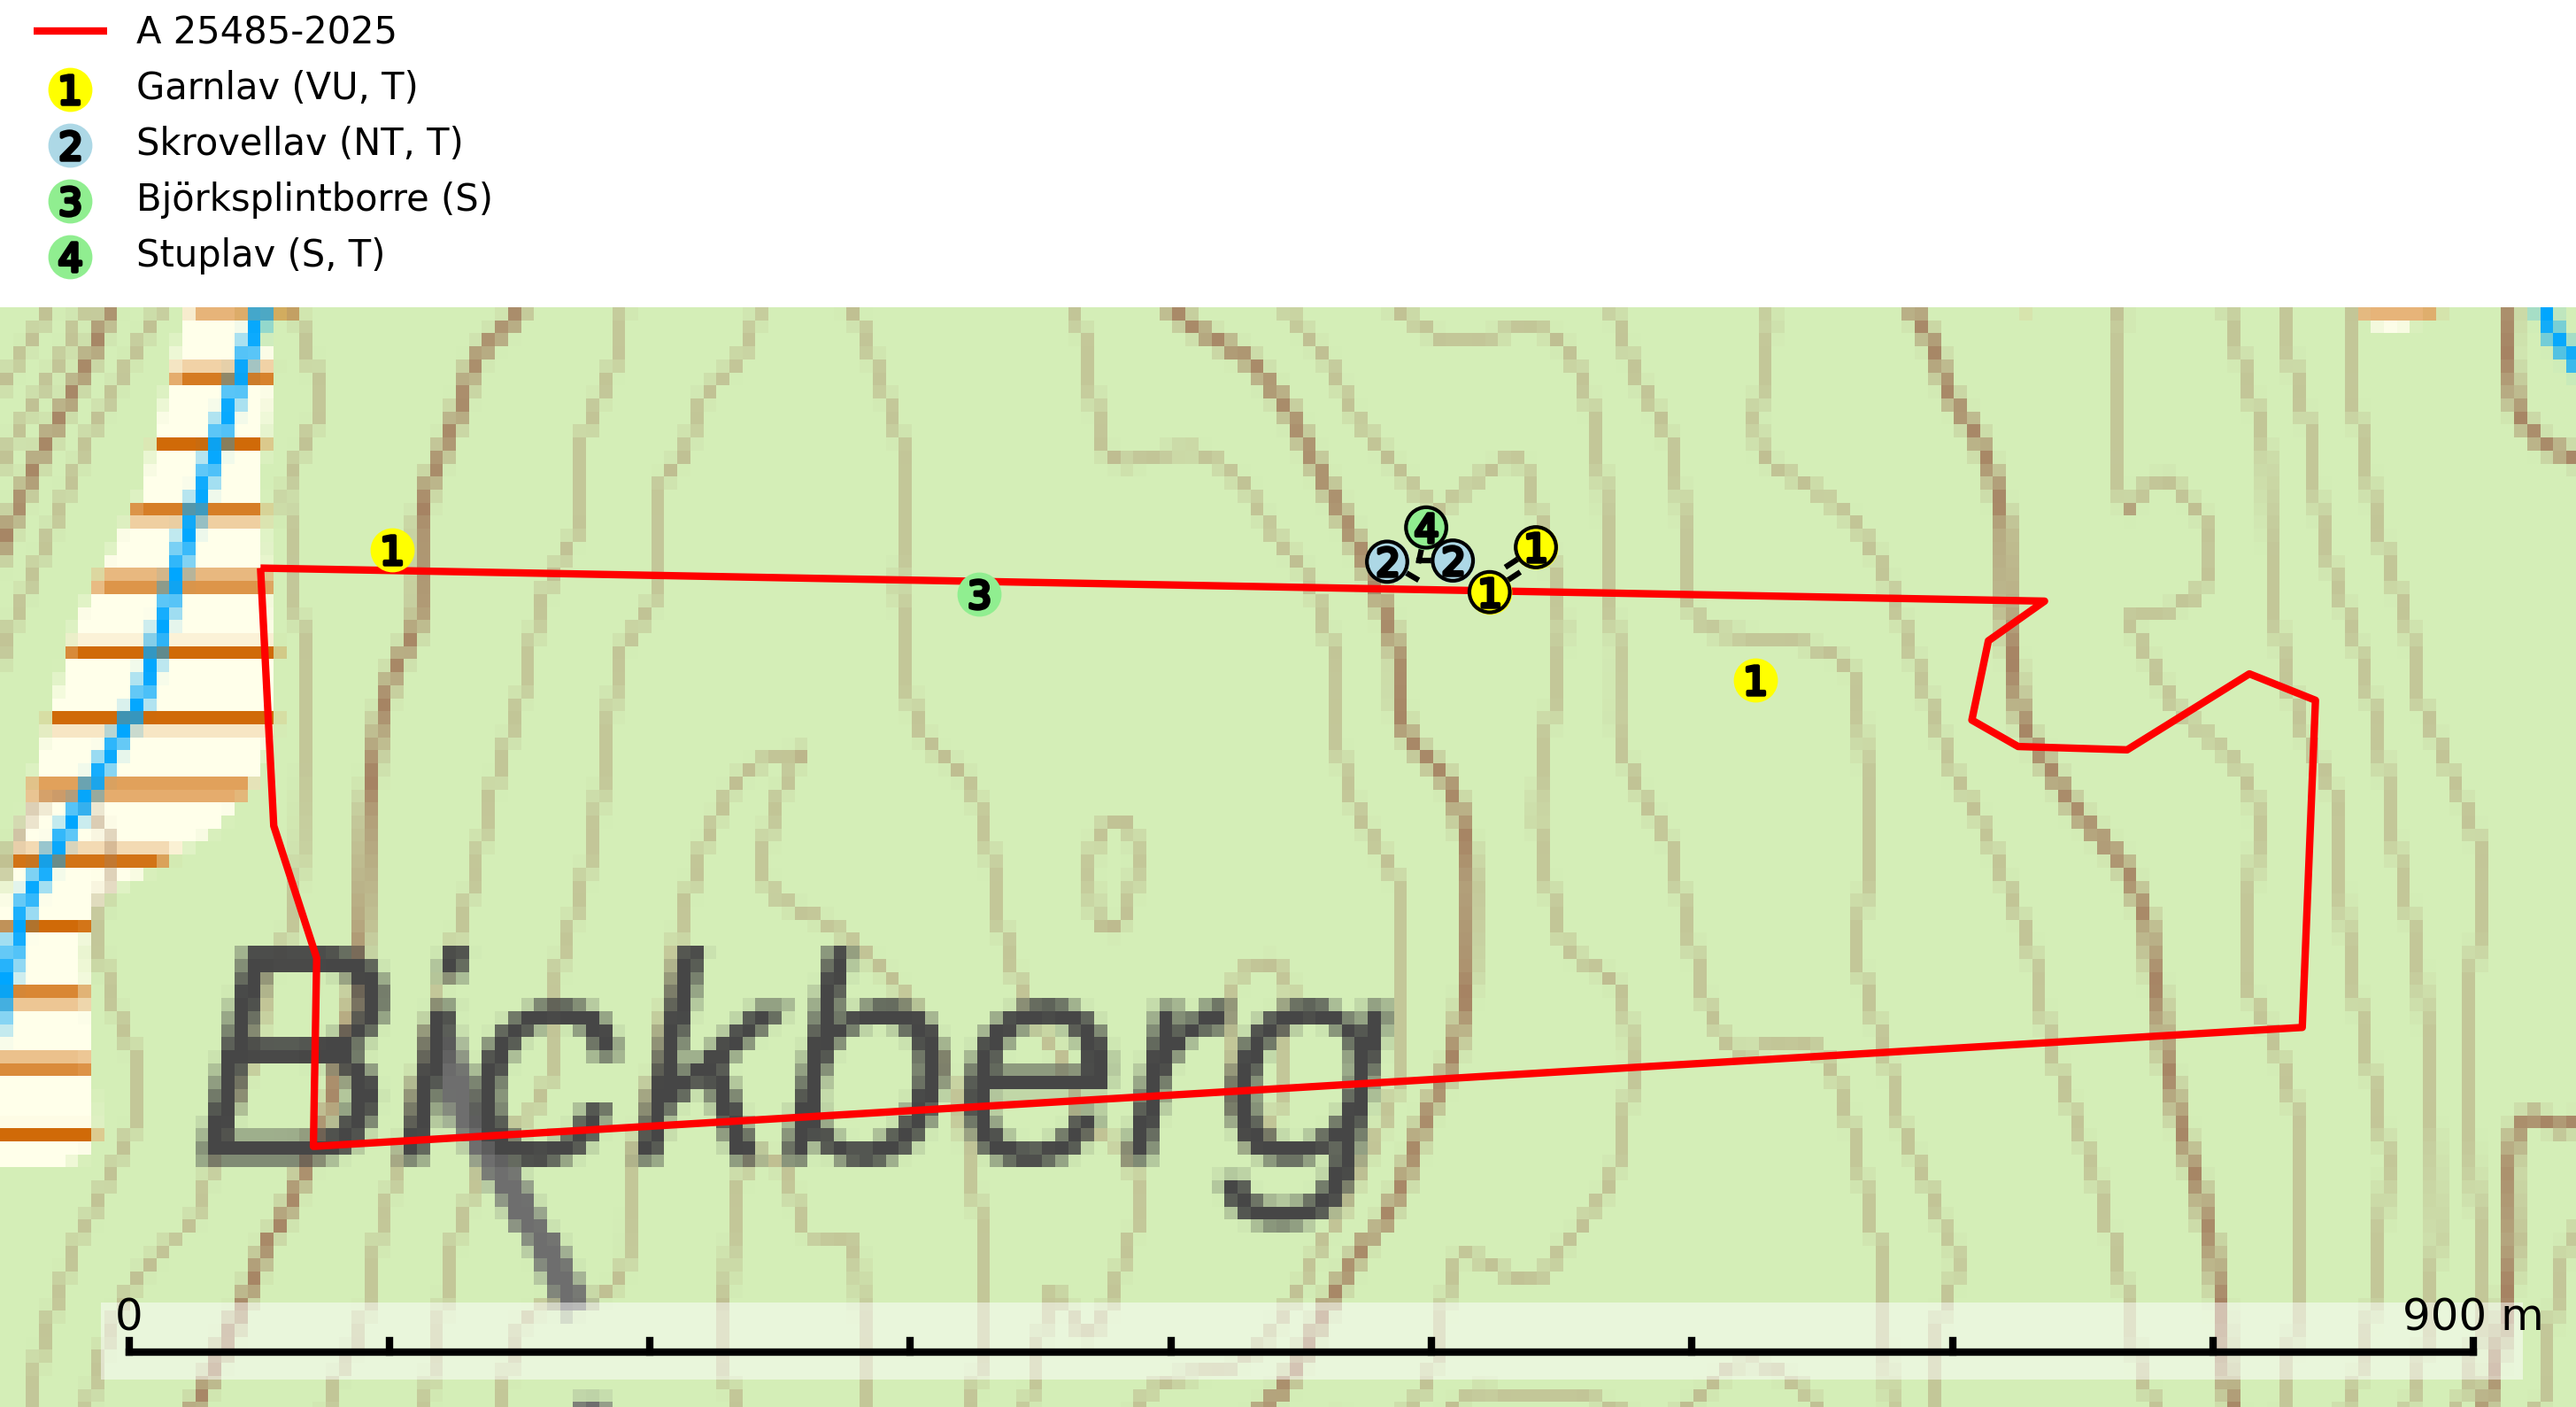 A 25485-2025
1 Garnlav (VU, T)
2 Skrovellav (NT, T)
3 Björksplintborre (S)
4 Stuplav (S, T)
4
1
2 2 1
3 1
1
Bickberg
0 900 m